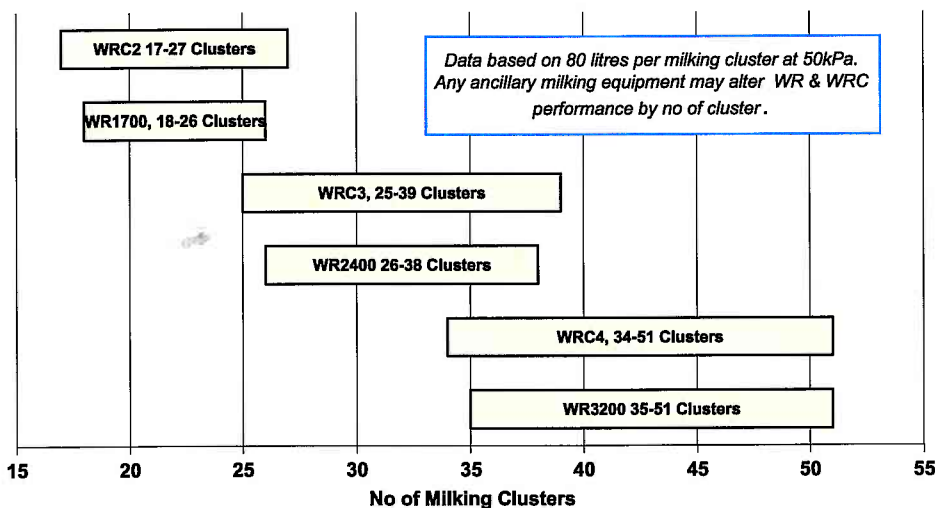 WRC2 17-27 Clusters
Data based on 80 litres per milking cluster at 50kPa.
Any ancillary milking equipment may alter WR & WRC
performance by no of cluster.
WR1700, 18-26 Clusters
WRC3, 25-39 Clusters
WR2400 26-38 Clusters
WRC4, 34-51 Clusters
WR3200 35-51 Clusters
15 20 25 30 35 40 45 50 55
No of Milking Clusters